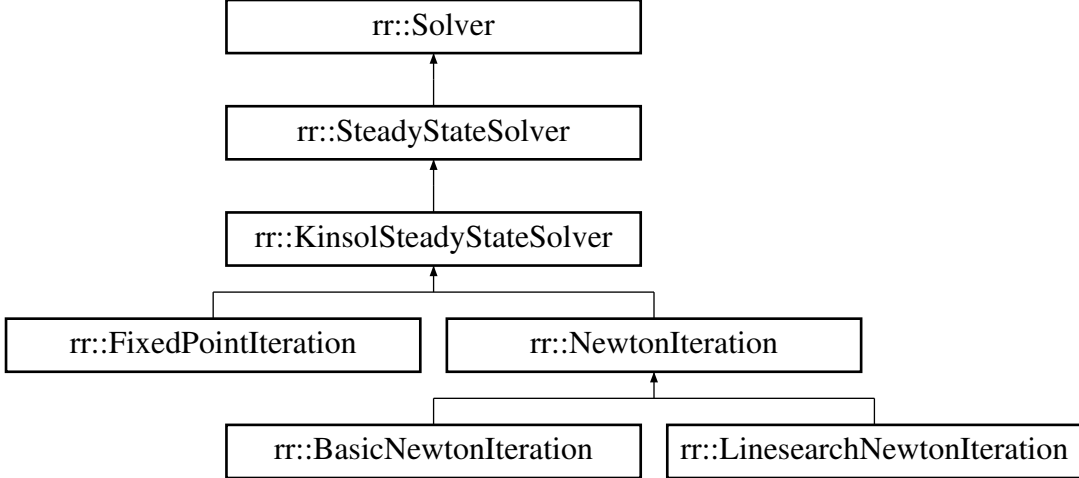 rr::Solver
rr::SteadyStateSolver
rr::KinsolSteadyStateSolver
rr::FixedPointIteration
rr::NewtonIteration
rr::BasicNewtonIteration
rr::LinesearchNewtonIteration